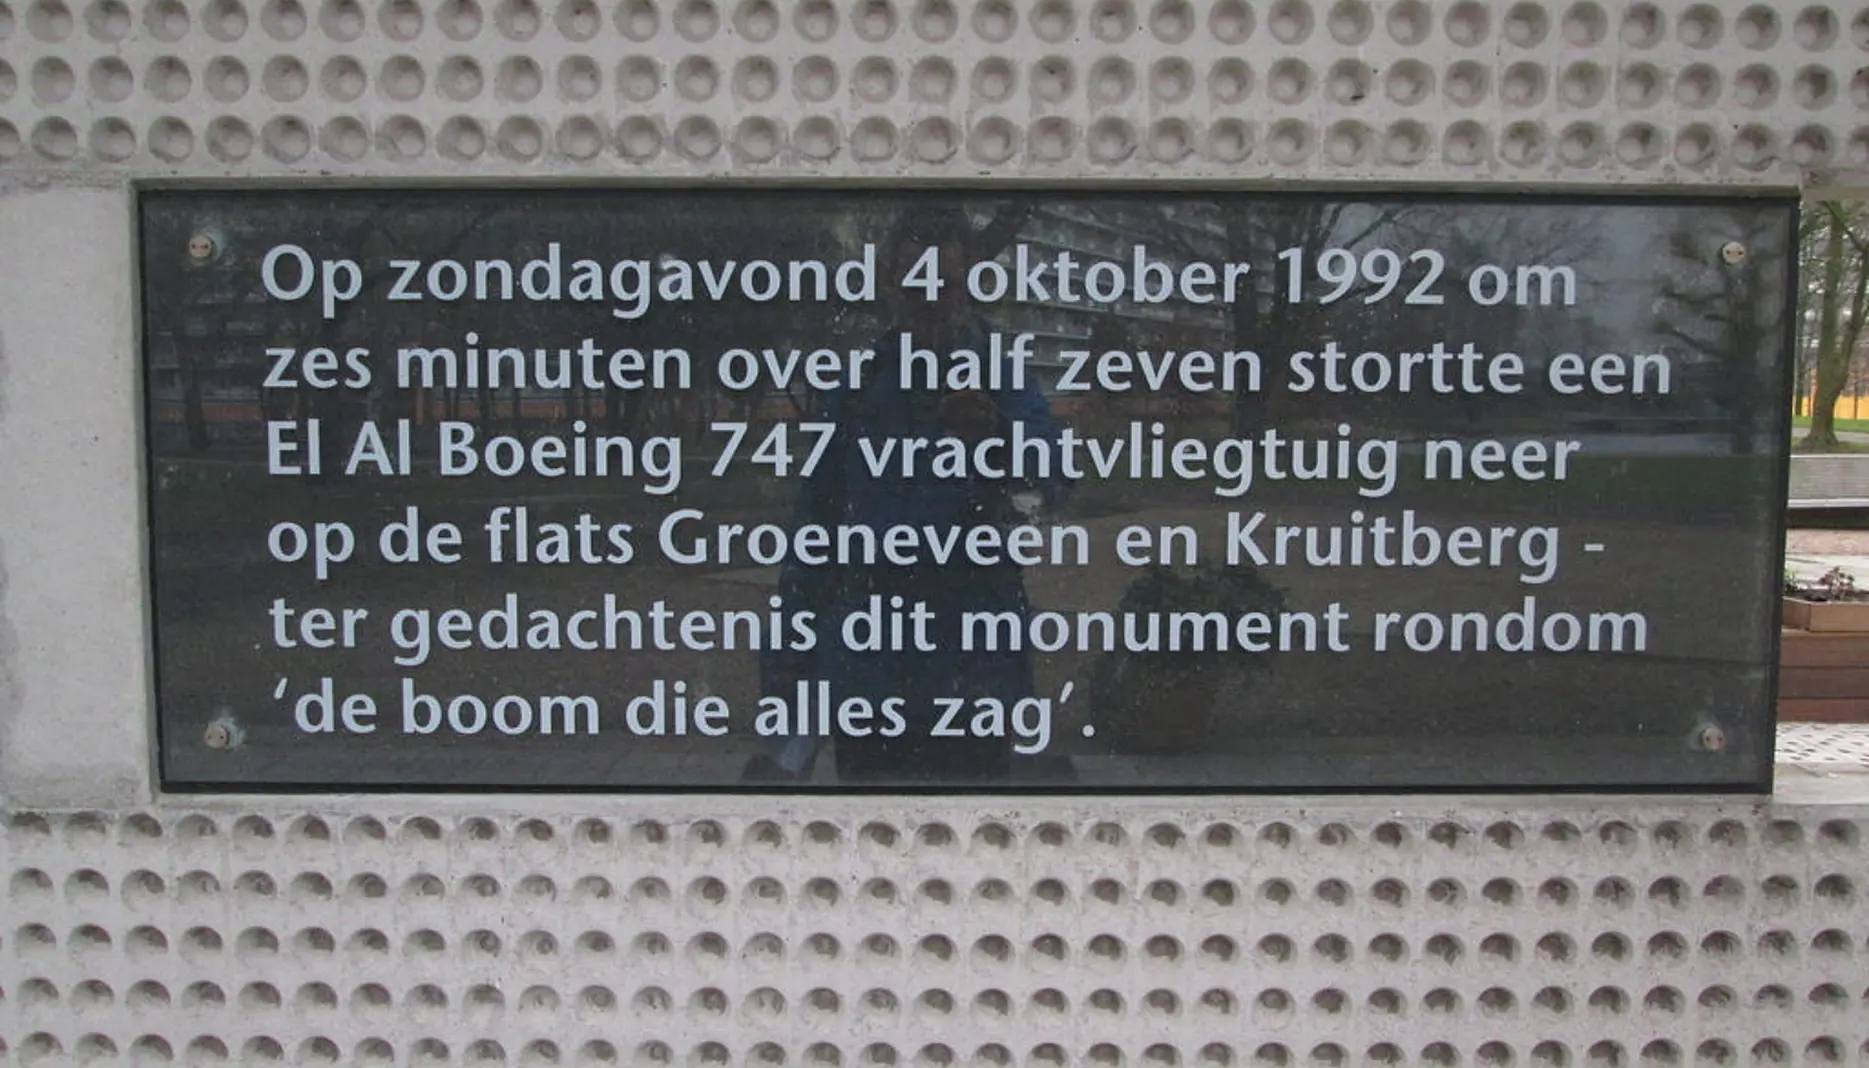 Op zondagavond 4 oktober 1992 om
zes minuten over half zeven stortte een
El Al Boeing 747 vrachtvliegtuig neer
op de flats Groeneveen en Kruitberg -
ter gedachtenis dit monument rondom
‘de boom die alles zag’.